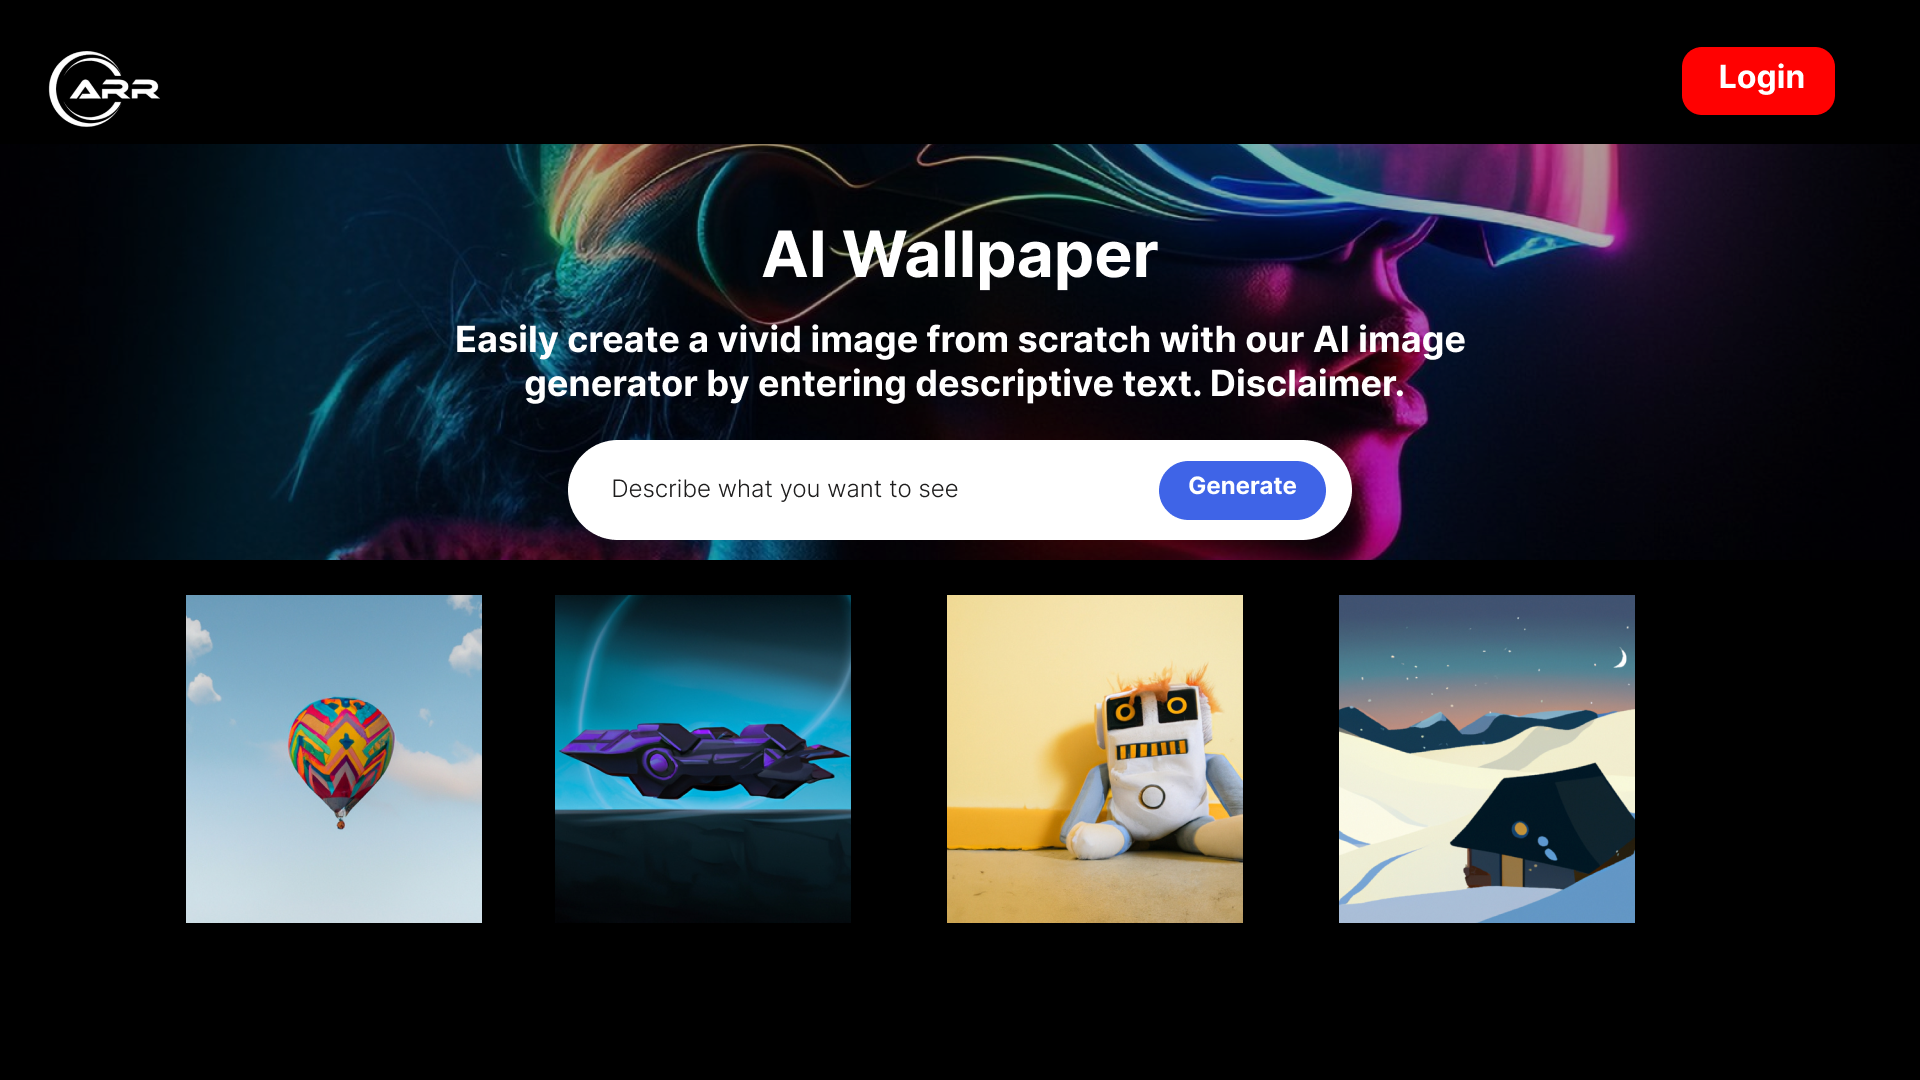 ARR
Login
AI Wallpaper
Easily create a vivid image from scratch with our AI image
generator by entering descriptive text. Disclaimer.
Describe what you want to see
Generate